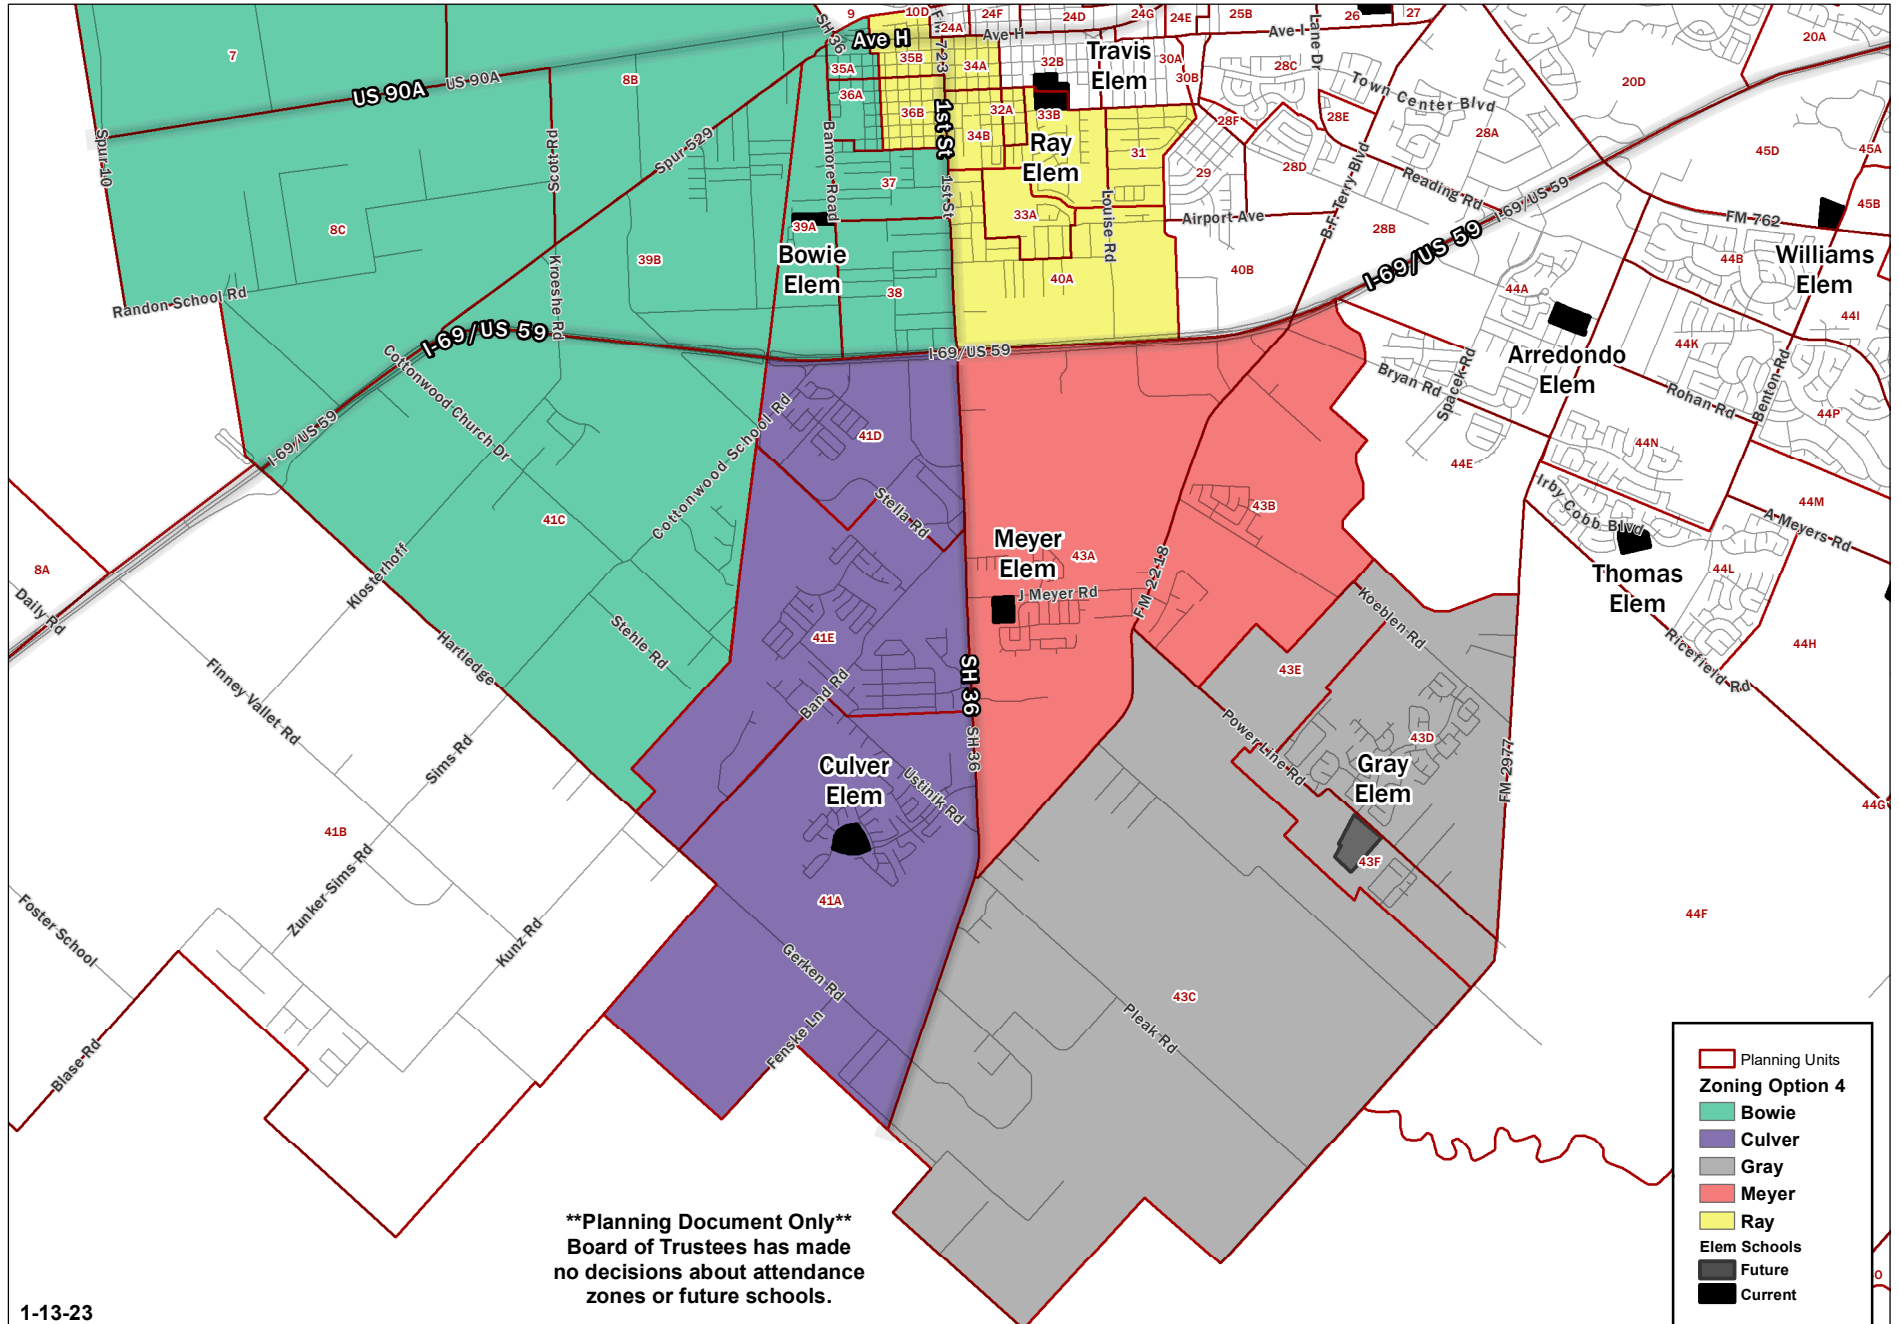 9
10D
24A
24F
24D
24G
24E
25B
26
27
20A
7
US 90A
US 90A
8B
SH 36
Ave H
FM 723
Ave H
Ave I
Lane Dr
35A
35B
34A
32B
Travis
Elem
30A
30B
28C
Town Center Blvd
20D
36A
36B
1st St
32A
33B
34B
Ray
Elem
31
28F
28E
28A
28D
29
45D
45A
45B
Spur 10
Scott Rd
Spur 529
Bamore Road
37
1st St
33A
Louise Rd
Airport Ave
B.F. Terry Blvd
Reading Rd
I-69/US 59
I-69/US 59
FM 762
Williams
Elem
8C
39A
39B
Bowie
Elem
38
40A
40B
28B
44A
44B
44I
Randon School Rd
Kroeshe Rd
I-69/US 59
I-69/US 59
I-69/US 59
Cottonwood Church Dr
Cottonwood School Rd
41D
Stella Rd
Bryan Rd
Spacek Rd
Arredondo
Elem
44K
Rohan Rd
Benton Rd
44P
44N
44E
Irby Cobb Blvd
44M
A Meyers Rd
Thomas
Elem
44L
44H
Ricefield Rd
41C
Meyer
Elem
43A
J Meyer Rd
FM 2218
43B
8A
Daily Rd
Klosterhoff
Hartledge
Stehle Rd
41E
Band Rd
SH 36
SH 36
43E
Koeblen Rd
Power Line Rd
43D
Gray
Elem
FM 2977
43F
44G
Finney Vallet Rd
Sims Rd
Culver
Elem
Ustinik Rd
41B
Zunker Sims Rd
Kunz Rd
41A
44F
Foster School
Gerken Rd
Fenske Ln
43C
Pleak Rd
Blase Rd
**Planning Document Only**
Board of Trustees has made
no decisions about attendance
zones or future schools.
Planning Units
Zoning Option 4
Bowie
Culver
Gray
Meyer
Ray
Elem Schools
Future
Current
1-13-23